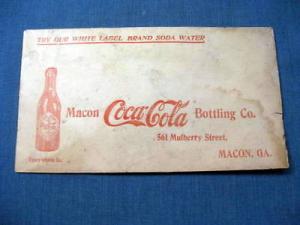 TRY OUR WHITE LABEL BRAND SODA WATER
Macon Coca-Cola Bottling Co.
561 Mulberry Street,
MACON, GA.